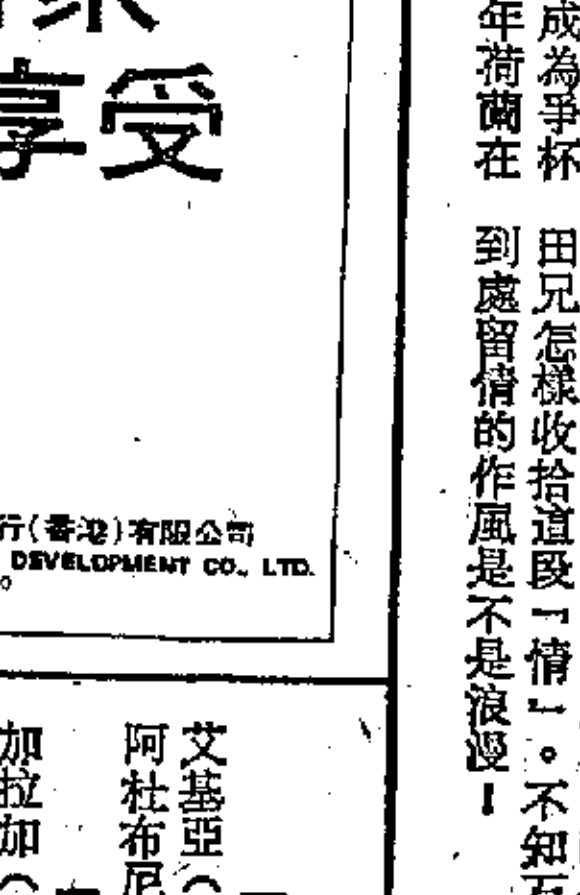 享受
行(香港)有限公司
DEVELOPMENT CO., LTD.
成為爭杯
年荷蘭在
田兄怎樣收拾這段「情」。不知
到處留情的作風是不是浪漫！
艾基亞(
阿杜布尼
加拉加(